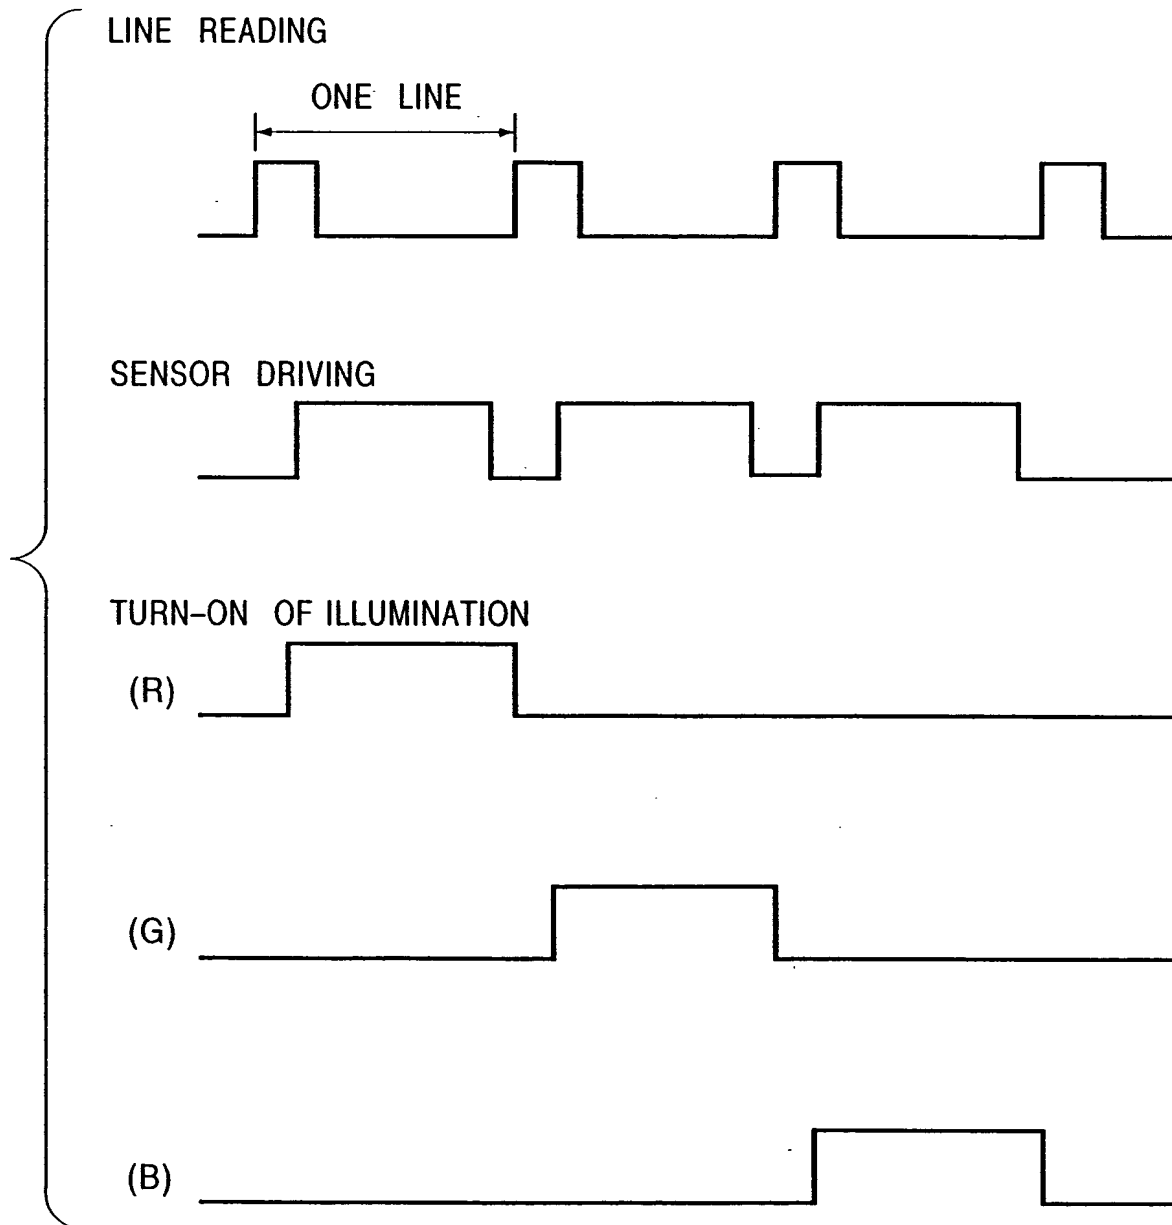 LINE READING
ONE LINE
SENSOR DRIVING
TURN-ON OF ILLUMINATION
(R)
(G)
(B)